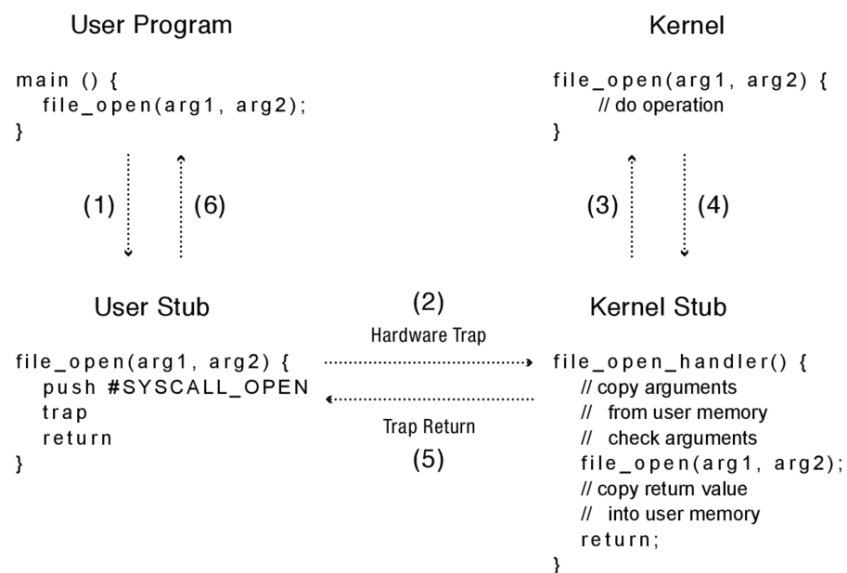 User Program
main () {
file_open(arg1, arg2);
}
Kernel
file_open(arg1, arg2) {
// do operation
}
(1)
(6)
(3)
(4)
User Stub
file_open(arg1, arg2) {
push #SYSCALL_OPEN
trap
return
}
(2)
Hardware Trap
Trap Return
(5)
Kernel Stub
file_open_handler() {
// copy arguments
// from user memory
// check arguments
file_open(arg1, arg2);
// copy return value
// into user memory
return;
}